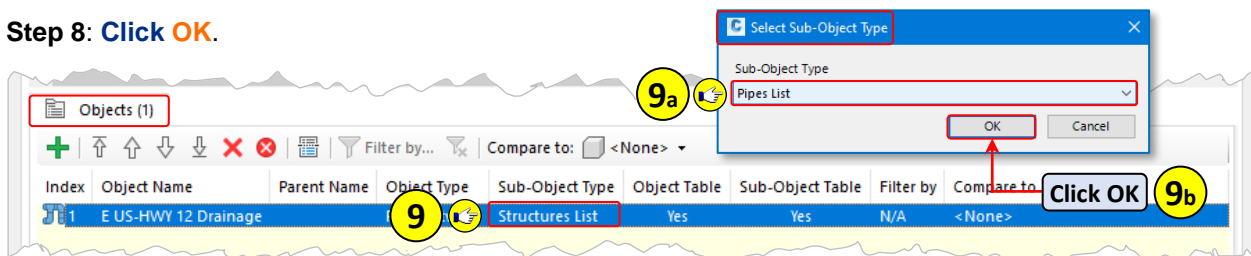 Step 8: Click OK.
Select Sub-Object Type
Sub-Object Type
9a
Pipes List
OK
Cancel
Objects (1)
Filter by...
Compare to:
<None>
Index Object Name Parent Name Object Type Sub-Object Type Object Table Sub-Object Table Filter by Compare to
Click OK
9b
1 E US-HWY 12 Drainage
9
Structures List Yes Yes N/A <None>